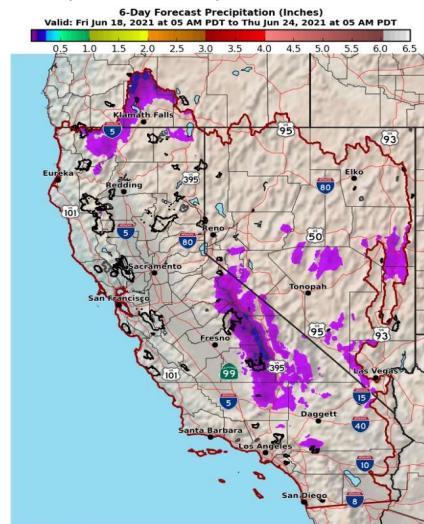 6-Day Forecast Precipitation (Inches)
Valid: Fri Jun 18, 2021 at 05 AM PDT to Thu Jun 24, 2021 at 05 AM PDT
0.5 1.0 1.5 2.0 2.5 3.0 3.5 4.0 4.5 5.0 5.5 6.0 6.5
Klamath Falls
5
95
93
Eureka
Redding
395
Elko
80
101
5
Reno
80
50
Sacramento
Tonopah
San Francisco
Fresno
95
93
101
99
395
Las Vegas
5
15
Daggett
Santa Barbara
40
Los Angeles
10
San Diego
8